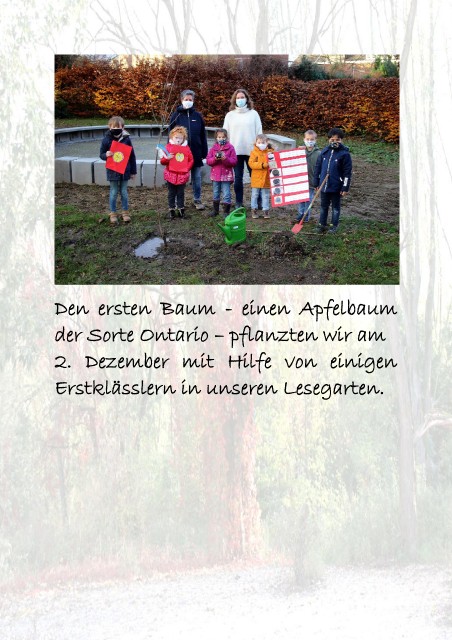 Den ersten Baum - einen Apfelbaum
der Sorte Ontario – pflanzten wir am
2. Dezember mit Hilfe von einigen
Erstklässlern in unseren Lesegarten.